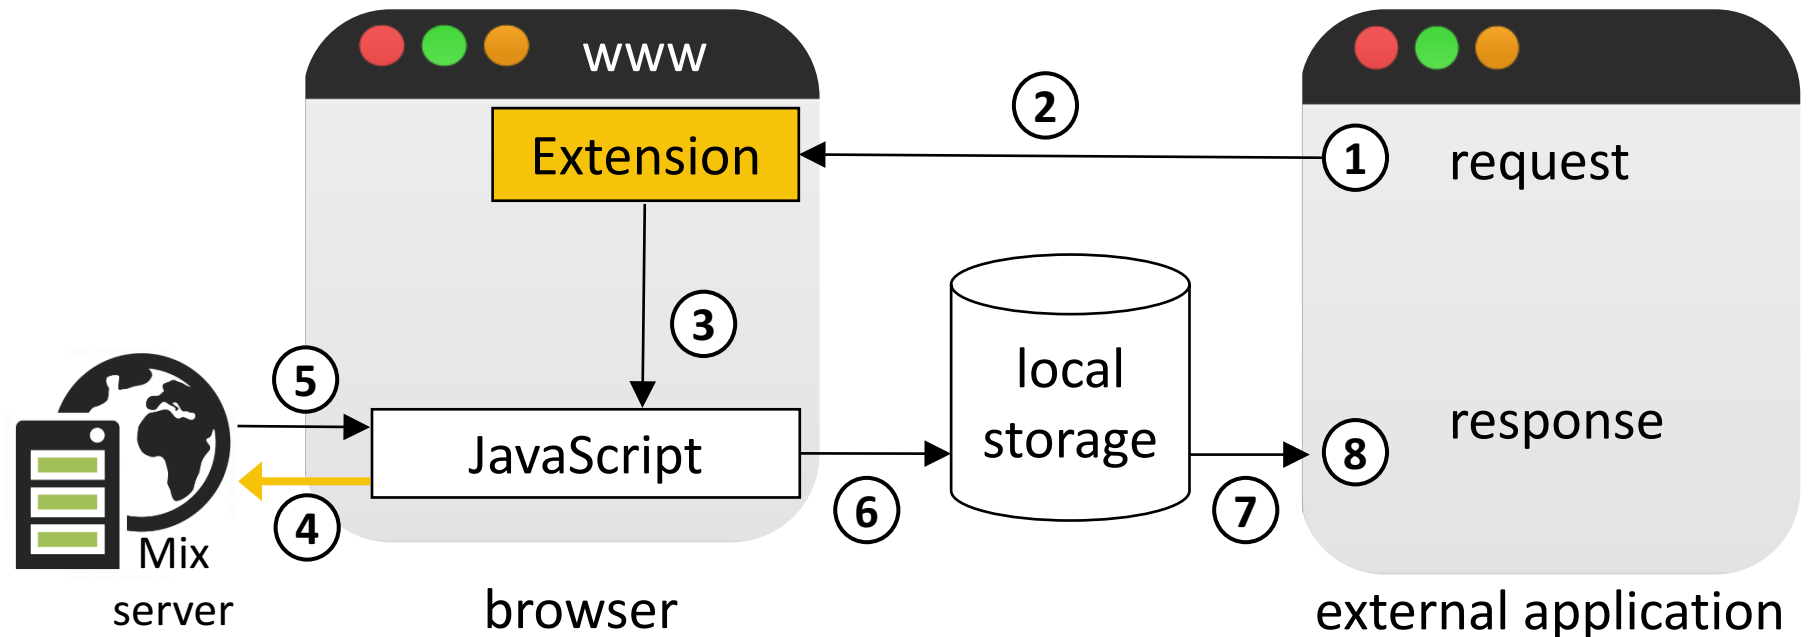 www
Extension
2
1
request
3
5
local
storage
JavaScript
response
8
4
6
7
Mix
server
browser
external application